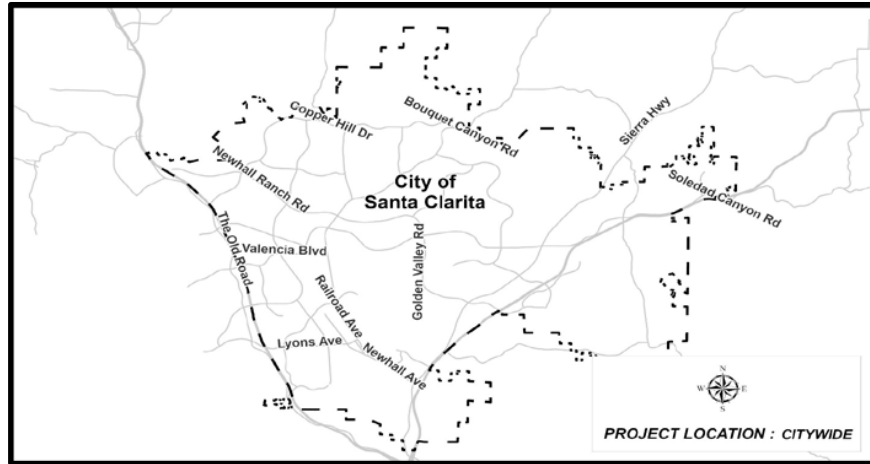 Copper Hill Dr
Bouquet Canyon Rd
Sierra Hwy
Newhall Ranch Rd
City of
Santa Clarita
Soledad Canyon Rd
The Old Road
Valencia Blvd
Golden Valley Rd
Railroad Ave
Lyons Ave
Newhall Ave
N
W
E
S
PROJECT LOCATION : CITYWIDE